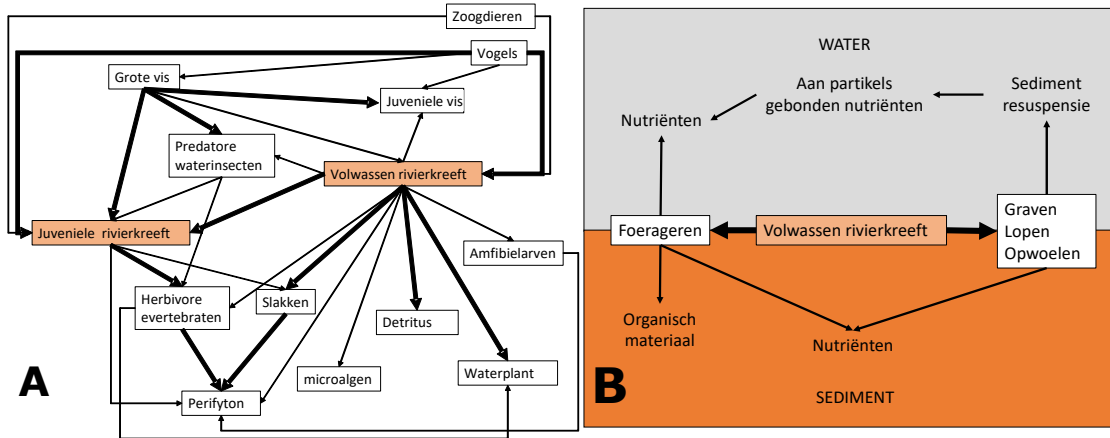 Zoogdieren
Vogels
Grote vis
Juveniele vis
Predatore
waterinsecten
Volwassen rivierkreeft
Juveniele rivierkreeft
Amfibielarven
Herbivore
evertebraten
Slakken
Detritus
microalgen
Waterplant
Perifyton
A
WATER
Aan partikels
gebonden nutriënten
Sediment
resuspensie
Nutriënten
Foerageren
Volwassen rivierkreeft
Graven
Lopen
Opwoelen
Organisch
materiaal
Nutriënten
SEDIMENT
B